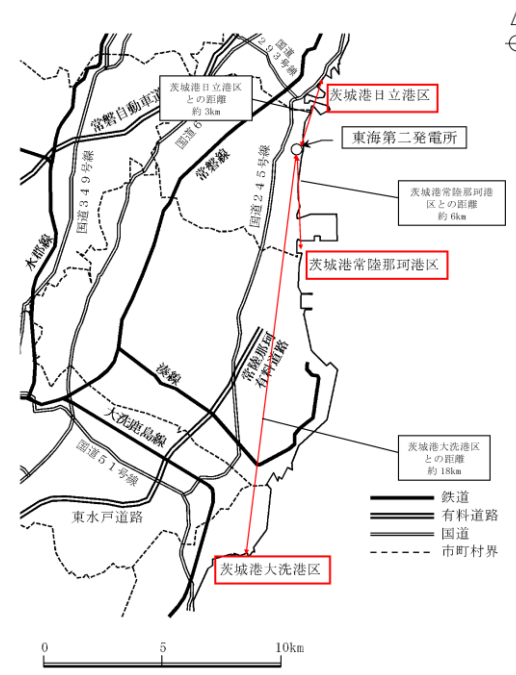 国道293号線
茨城港日立港区
との距離
約3km
茨城港日立港区
常磐自動車道
国道6
東海第二発電所
常磐線
国道245号線
国道349号線
茨城港常陸那珂港
区との距離
約6km
水郡線
茨城港常陸那珂港区
常陸那珂
有料道路
湊線
大洗鹿島線
国道51号線
茨城港大洗港区
との距離
約18km
東水戸道路
鉄道
有料道路
国道
市町村界
茨城港大洗港区
0 5 10km